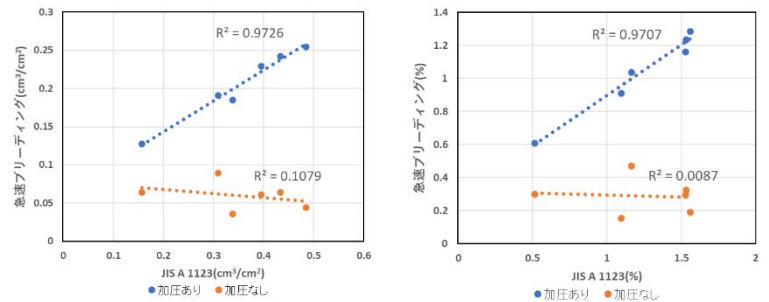 急速ブリーディング(cm³/cm²)
0.3
0.25
0.2
0.15
0.1
0.05
0
R² = 0.9726
R² = 0.1079
0
0.1
0.2
0.3
0.4
0.5
0.6
JIS A 1123(cm³/cm²)
加圧あり
加圧なし
急速ブリーディング(%)
1.4
1.2
1
0.8
0.6
0.4
0.2
0
R² = 0.9707
R² = 0.0087
0
0.5
1
1.5
2
JIS A 1123(%)
加圧あり
加圧なし